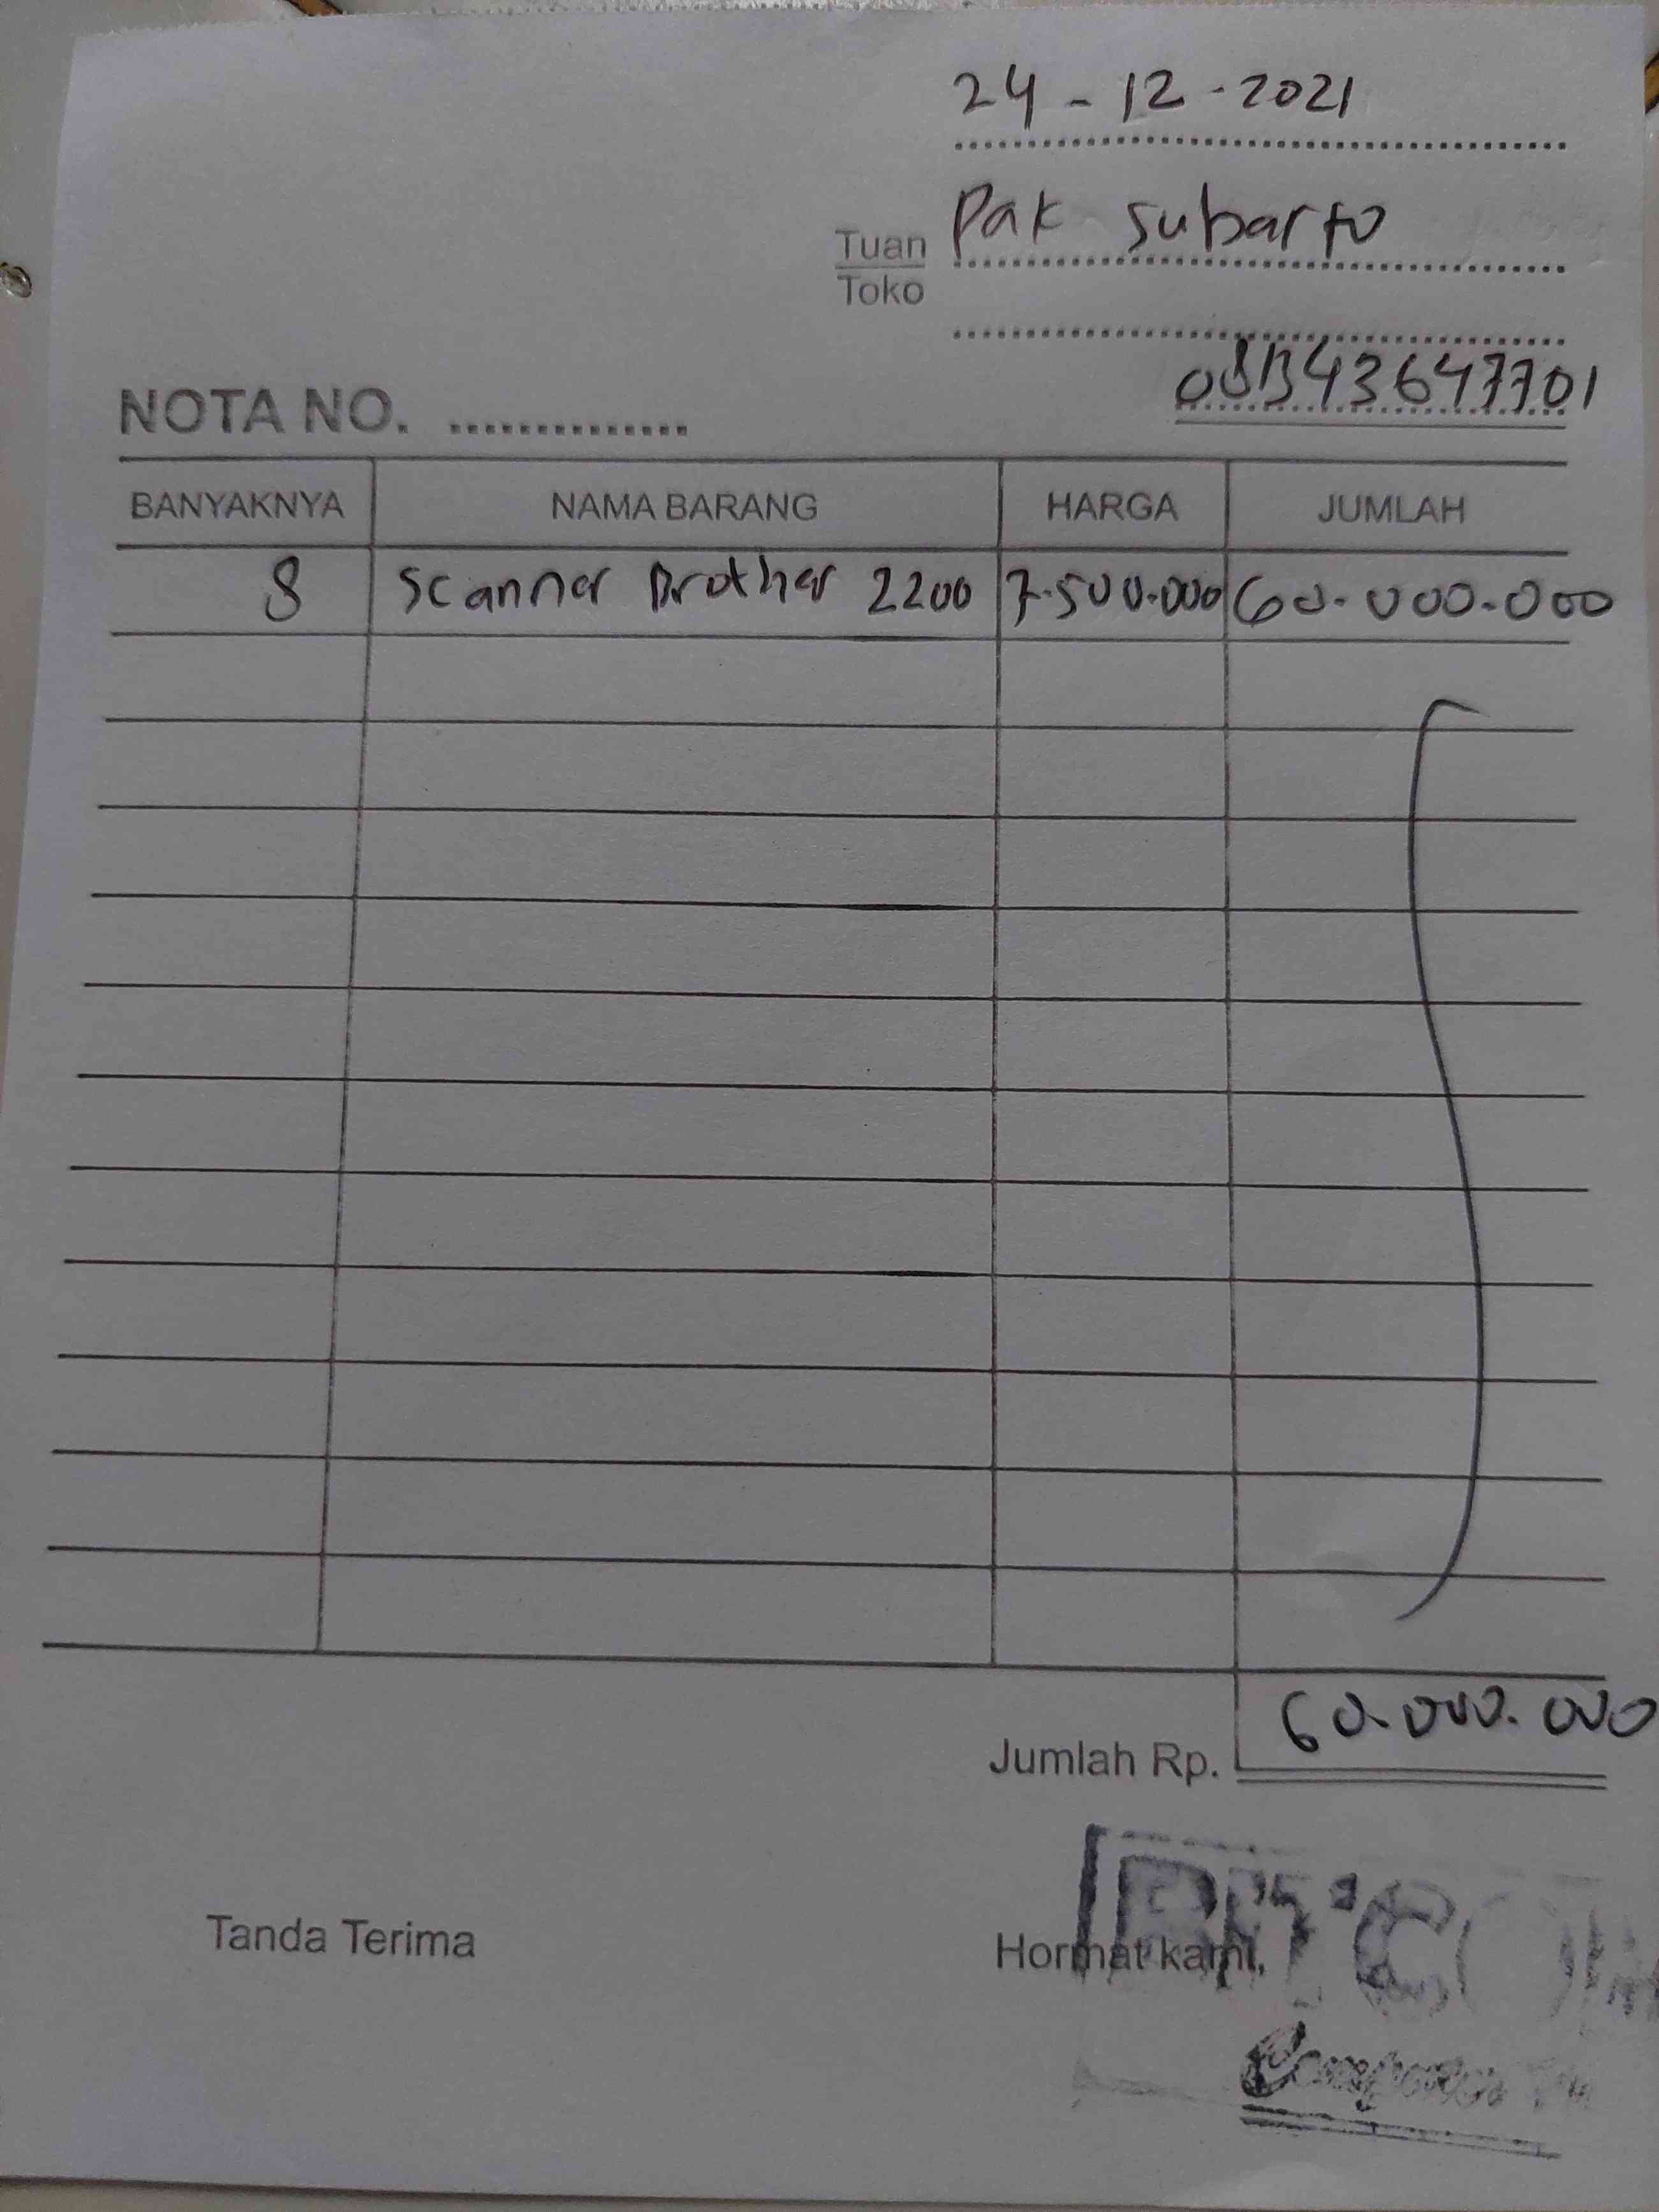 24 - 12 - 2021
Pak Subarto
Tuan
Toko
081343647701
NOTA NO. ..............
BANYAKNYA NAMA BARANG HARGA JUMLAH
8 Scanner Brother 2200 7.500.000 60.000.000
Jumlah Rp. 60.000.000
Tanda Terima Hormat kami,